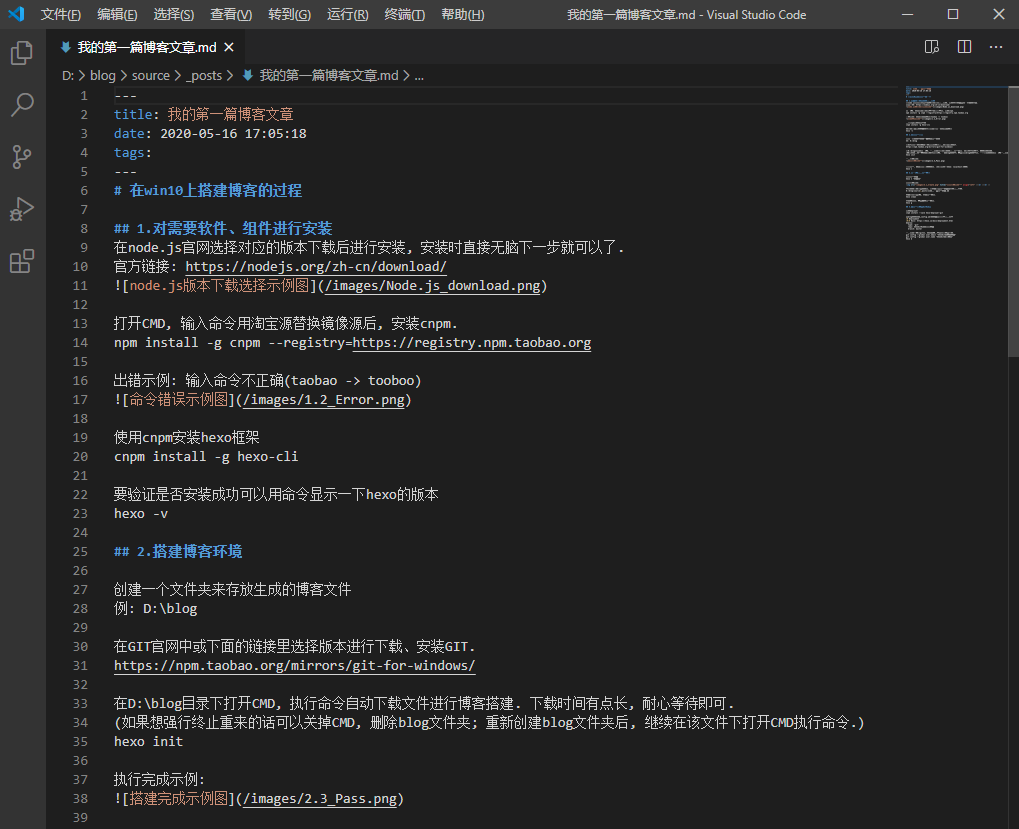 文件(F) 编辑(E) 选择(S) 查看(V) 转到(G) 运行(R) 终端(T) 帮助(H) 我的第一篇博客文章.md - Visual Studio Code
我的第一篇博客文章.md
D: > blog > source > _posts > 我的第一篇博客文章.md > ...
1 ---
2 title: 我的第一篇博客文章
3 date: 2020-05-16 17:05:18
4 tags:
5 ---
6 # 在win10上搭建博客的过程
7
8 ## 1.对需要软件、组件进行安装
9 在node.js官网选择对应的版本下载后进行安装, 安装时直接无脑下一步就可以了.
10 官方链接: https://nodejs.org/zh-cn/download/
11 ![node.js版本下载选择示例图](/images/Node.js_download.png)
12
13 打开CMD, 输入命令用淘宝源替换镜像源后, 安装cnpm.
14 npm install -g cnpm --registry=https://registry.npm.taobao.org
15
16 出错示例: 输入命令不正确(taobao -> tooboo)
17 ![命令错误示例图](/images/1.2_Error.png)
18
19 使用cnpm安装hexo框架
20 cnpm install -g hexo-cli
21
22 要验证是否安装成功可以用命令显示一下hexo的版本
23 hexo -v
24
25 ## 2.搭建博客环境
26
27 创建一个文件夹来存放生成的博客文件
28 例: D:\blog
29
30 在GIT官网中或下面的链接里选择版本进行下载、安装GIT.
31 https://npm.taobao.org/mirrors/git-for-windows/
32
33 在D:\blog目录下打开CMD, 执行命令自动下载文件进行博客搭建. 下载时间有点长, 耐心等待即可.
34 (如果想强行终止重来的话可以关掉CMD, 删除blog文件夹; 重新创建blog文件夹后, 继续在该文件下打开CMD执行命令.)
35 hexo init
36
37 执行完成示例:
38 ![搭建完成示例图](/images/2.3_Pass.png)
39